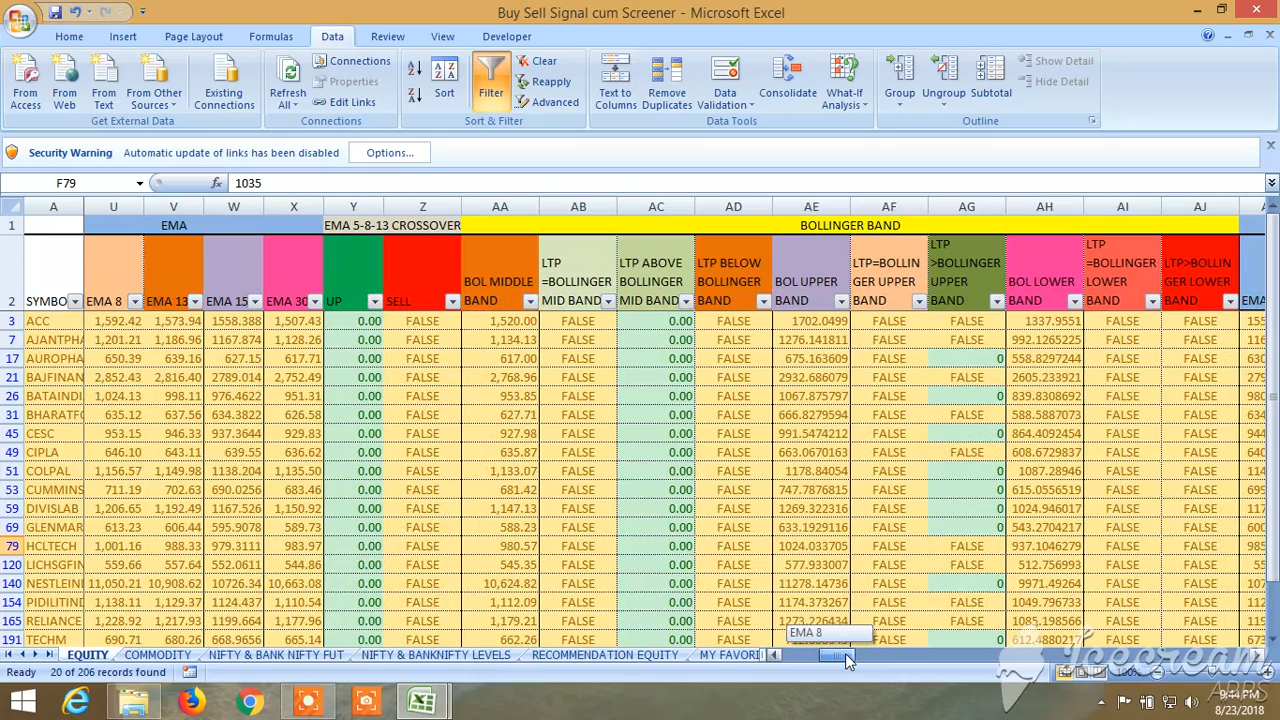 Buy Sell Signal cum Screener - Microsoft Excel
Home Insert Page Layout Formulas Data Review View Developer
From Access From Web From Text From Other Sources Existing Connections
Get External Data
Refresh All Connections Properties Edit Links
Connections
Sort Filter Clear Reapply Advanced
Sort & Filter
Text to Columns Remove Duplicates Data Validation Consolidate What-If Analysis
Data Tools
Group Ungroup Subtotal Show Detail Hide Detail
Outline
Security Warning Automatic update of links has been disabled Options...
F79 fx 1035
A U V W X Y Z AA AB AC AD AE AF AG AH AI AJ
1 EMA EMA 5-8-13 CROSSOVER BOLLINGER BAND
2 SYMBO EMA 8 EMA 13 EMA 15 EMA 30 UP SELL BOL MIDDLE BAND LTP =BOLLINGER MID BAND LTP ABOVE BOLLINGER MID BAND LTP BELOW BOLLINGER BAND BOL UPPER BAND LTP=BOLLIN GER UPPER BAND LTP >BOLLINGER UPPER BAND BOL LOWER BAND LTP =BOLLINGER LOWER BAND LTP>BOLLIN GER LOWER BAND EMA
3 ACC 1,592.42 1,573.94 1558.388 1,507.43 0.00 FALSE 1,520.00 FALSE 0.00 FALSE 1702.0499 FALSE FALSE 1337.9551 FALSE FALSE 155
7 AJANTPHA 1,201.21 1,186.96 1167.874 1,128.26 0.00 FALSE 1,134.13 FALSE 0.00 FALSE 1276.141811 FALSE FALSE 992.1265225 FALSE FALSE 116
17 AUROPHA 650.39 639.16 627.15 617.71 0.00 FALSE 617.00 FALSE 0.00 FALSE 675.163609 FALSE 0 558.8297244 FALSE FALSE 63
21 BAJFINAN 2,852.43 2,816.40 2789.014 2,752.49 0.00 FALSE 2,768.96 FALSE 0.00 FALSE 2932.686079 FALSE FALSE 2605.233921 FALSE FALSE 279
26 BATAINDI 1,024.13 998.11 976.4622 951.31 0.00 FALSE 953.85 FALSE 0.00 FALSE 1067.875797 FALSE 0 839.8308692 FALSE FALSE 980
31 BHARATFO 635.12 637.56 634.3822 626.58 0.00 FALSE 627.71 FALSE 0.00 FALSE 666.8279594 FALSE FALSE 588.5887073 FALSE FALSE 634
45 CESC 953.15 946.33 937.3644 929.83 0.00 FALSE 927.98 FALSE 0.00 FALSE 991.5474212 FALSE 0 864.4092454 FALSE FALSE 944
49 CIPLA 646.10 643.11 639.55 636.62 0.00 FALSE 635.87 FALSE 0.00 FALSE 663.0670163 FALSE FALSE 608.6729837 FALSE FALSE 640
51 COLPAL 1,156.57 1,149.98 1138.204 1,135.50 0.00 FALSE 1,133.07 FALSE 0.00 FALSE 1178.84054 FALSE 0 1087.28946 FALSE FALSE 114
53 CUMMINS 711.19 702.63 690.0256 683.46 0.00 FALSE 681.42 FALSE 0.00 FALSE 747.7876815 FALSE 0 615.0556519 FALSE FALSE 699
59 DIVISLAB 1,206.65 1,192.49 1167.526 1,150.92 0.00 FALSE 1,147.13 FALSE 0.00 FALSE 1269.322316 FALSE 0 1024.946017 FALSE FALSE 117
69 GLENMAR 613.23 606.44 595.9078 589.73 0.00 FALSE 588.23 FALSE 0.00 FALSE 633.1929116 FALSE 0 543.2704217 FALSE FALSE 60
79 HCLTECH 1,001.16 988.33 979.3111 983.97 0.00 FALSE 980.57 FALSE 0.00 FALSE 1024.033705 FALSE FALSE 937.1046279 FALSE FALSE 985
120 LICHSGFIN 559.66 557.64 552.0611 544.86 0.00 FALSE 545.35 FALSE 0.00 FALSE 577.933007 FALSE FALSE 512.756993 FALSE FALSE 55
140 NESTLEIN 11,050.21 10,908.62 10726.34 10,663.08 0.00 FALSE 10,624.82 FALSE 0.00 FALSE 11278.14736 FALSE 0 9971.49264 FALSE FALSE 108
154 PIDILITIND 1,138.11 1,129.37 1124.437 1,110.54 0.00 FALSE 1,112.09 FALSE 0.00 FALSE 1174.373267 FALSE FALSE 1049.796733 FALSE FALSE 112
165 RELIANCE 1,228.92 1,217.93 1199.664 1,177.96 0.00 FALSE 1,179.21 FALSE 0.00 FALSE 1273.226434 FALSE FALSE 1085.198566 FALSE FALSE
191 TECHM 690.71 680.26 668.9656 665.14 0.00 FALSE 662.26 FALSE 0.00 FALSE FALSE 0 612.4880217 FALSE FALSE
EMA 8
EQUITY COMMODITY NIFTY & BANK NIFTY FUT NIFTY & BANKNIFTY LEVELS RECOMMENDATION EQUITY MY FAVORI
Ready 20 of 206 records found 100%
Icecream
APPS
9:44 PM
8/23/2018